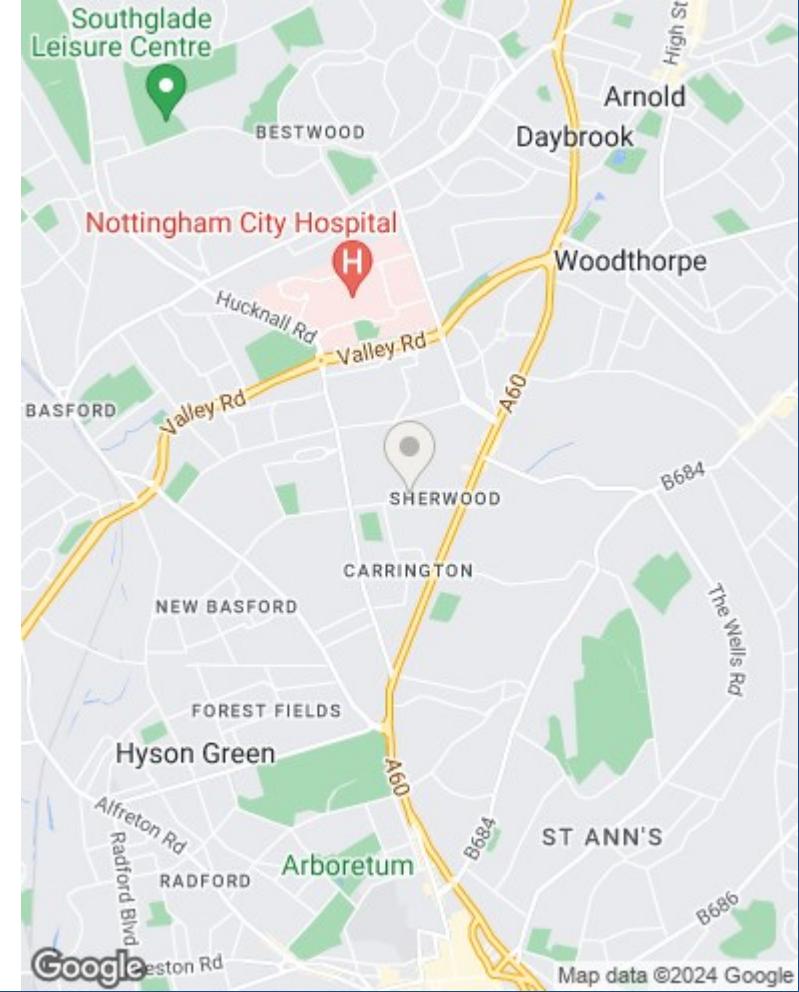 Southglade
Leisure Centre
High St
Arnold
BESTWOOD
Daybrook
Nottingham City Hospital
H
Woodthorpe
Hucknall Rd
Valley Rd
Valley Rd
A60
BASFORD
B684
SHERWOOD
CARRINGTON
NEW BASFORD
The Wells Rd
FOREST FIELDS
Hyson Green
A60
Alfreton Rd
B684
ST ANN'S
Radford Blvd
Arboretum
RADFORD
B686
Google
eston Rd
Map data ©2024 Google